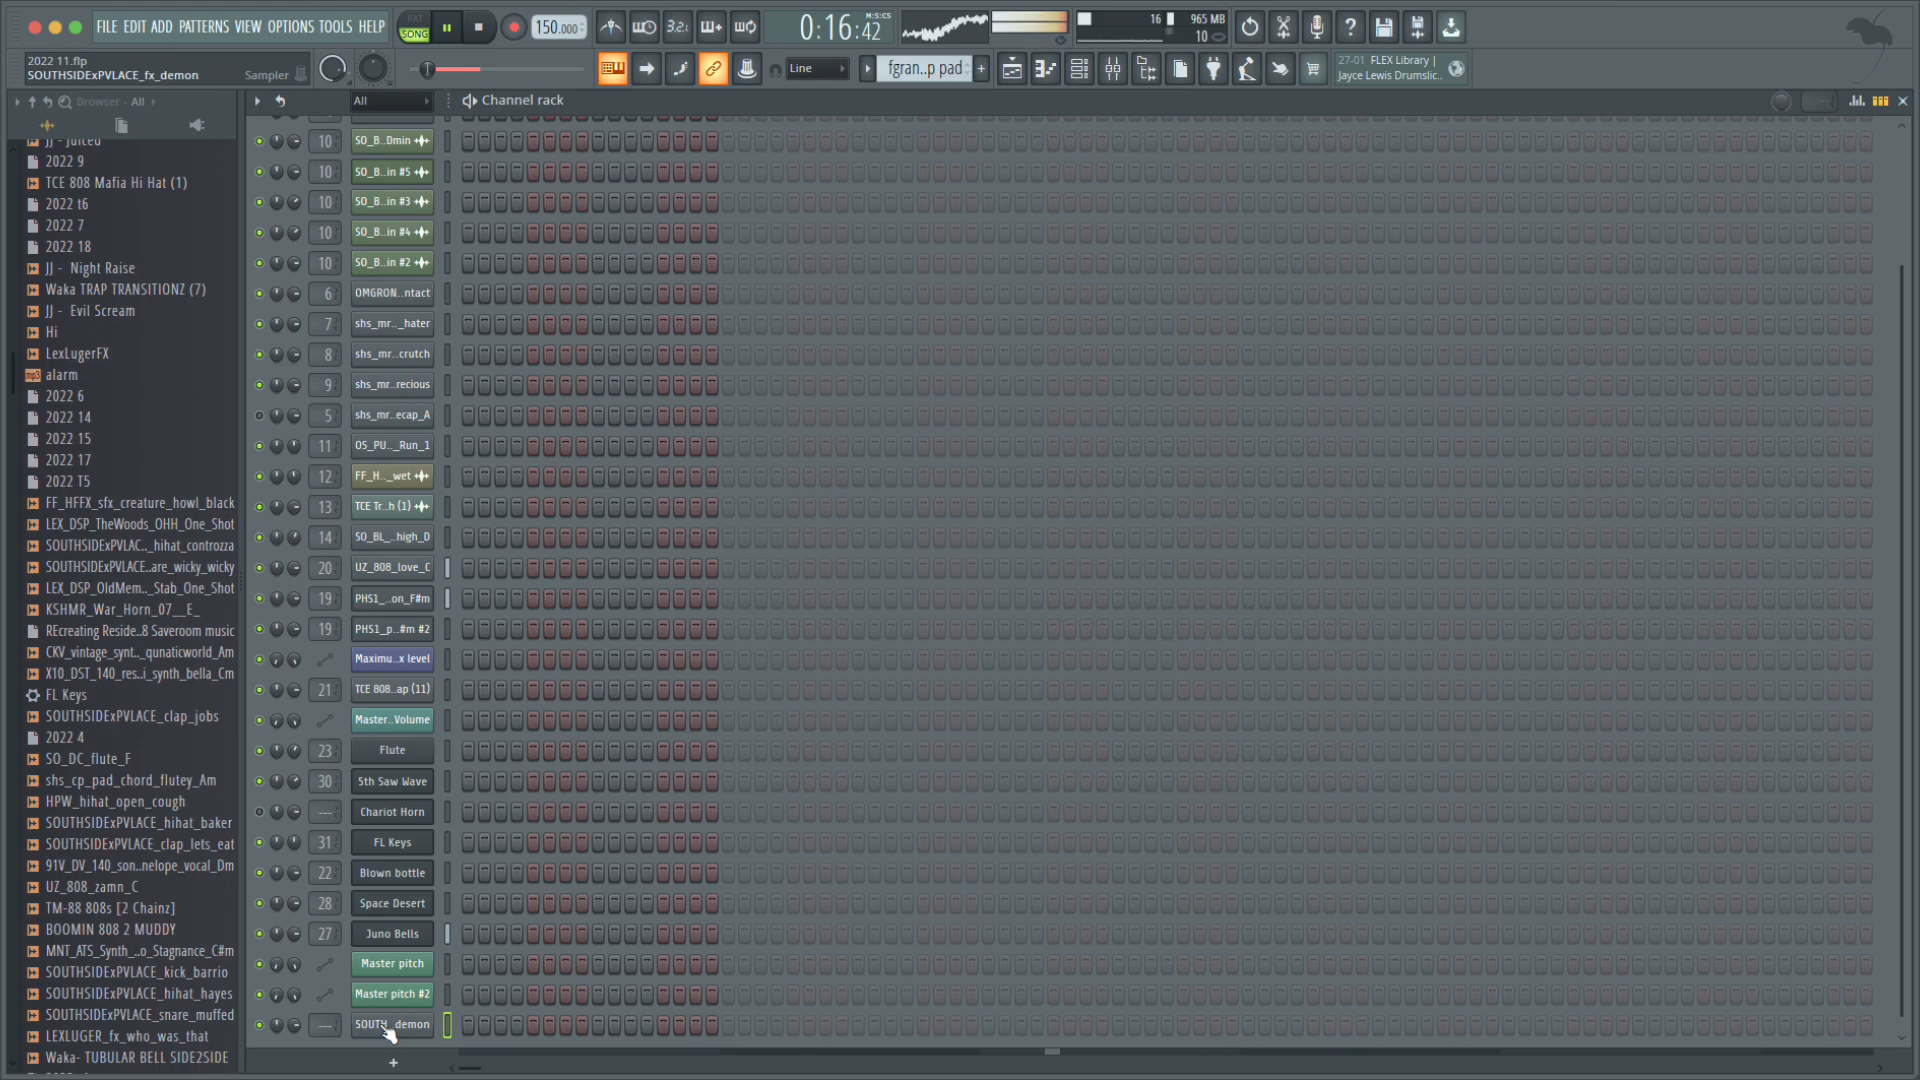 FILE EDIT ADD PATTERNS VIEW OPTIONS TOOLS HELP
PAT
SONG
150.000
3.2.
0:16:42
M:S:CS
16
965 MB
10
2022 11.flp
SOUTHSIDExPVLACE_fx_demon
Sampler
Line
fgran..p pad
+
27-01 FLEX Library |
Jayce Lewis Drumslic..
Browser - All
All
Channel rack
JJ - Juiced
2022 9
TCE 808 Mafia Hi Hat (1)
2022 t6
2022 7
2022 18
JJ - Night Raise
Waka TRAP TRANSITIONZ (7)
JJ - Evil Scream
Hi
LexLugerFX
mp3 alarm
2022 6
2022 14
2022 15
2022 17
2022 T5
FF_HFFX_sfx_creature_howl_black
LEX_DSP_TheWoods_OHH_One_Shot
SOUTHSIDExPVLAC.._hihat_controzza
SOUTHSIDExPVLACE..are_wicky_wicky
LEX_DSP_OldMem.._Stab_One_Shot
KSHMR_War_Horn_07__E_
REcreating Reside..8 Saveroom music
CKV_vintage_synt.._qunaticworld_Am
X10_DST_140_res..i_synth_bella_Cm
FL Keys
SOUTHSIDExPVLACE_clap_jobs
2022 4
SO_DC_flute_F
shs_cp_pad_chord_flutey_Am
HPW_hihat_open_cough
SOUTHSIDExPVLACE_hihat_baker
SOUTHSIDExPVLACE_clap_lets_eat
91V_DV_140_son..nelope_vocal_Dm
UZ_808_zamn_C
TM-88 808s [2 Chainz]
BOOMIN 808 2 MUDDY
MNT_ATS_Synth_..o_Stagnance_C#m
SOUTHSIDExPVLACE_kick_barrio
SOUTHSIDExPVLACE_hihat_hayes
SOUTHSIDExPVLACE_snare_muffed
LEXLUGER_fx_who_was_that
Waka- TUBULAR BELL SIDE2SIDE
10 SO_B..Dmin
10 SO_B..in #5
10 SO_B..in #3
10 SO_B..in #4
10 SO_B..in #2
6 OMGRON..ntact
7 shs_mr.._hater
8 shs_mr..crutch
9 shs_mr..recious
5 shs_mr..ecap_A
11 OS_PU.._Run_1
12 FF_H.._wet
13 TCE Tr..h (1)
14 SO_BL_..high_D
20 UZ_808_love_C
19 PHS1_..on_F#m
19 PHS1_p..#m #2
Maximu..x level
21 TCE 808..ap (11)
Master..Volume
23 Flute
30 5th Saw Wave
--- Chariot Horn
31 FL Keys
22 Blown bottle
28 Space Desert
27 Juno Bells
Master pitch
Master pitch #2
--- SOUTH_demon
+